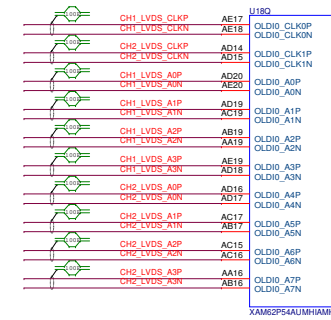 U18Q
CH1_LVDS_CLKP AE17 OLDI0_CLK0P
CH1_LVDS_CLKN AE18 OLDI0_CLK0N
CH2_LVDS_CLKP AD14 OLDI0_CLK1P
CH2_LVDS_CLKN AD15 OLDI0_CLK1N
CH1_LVDS_A0P AD20 OLDI0_A0P
CH1_LVDS_A0N AE20 OLDI0_A0N
CH1_LVDS_A1P AD19 OLDI0_A1P
CH1_LVDS_A1N AC19 OLDI0_A1N
CH1_LVDS_A2P AB19 OLDI0_A2P
CH1_LVDS_A2N AA19 OLDI0_A2N
CH1_LVDS_A3P AE19 OLDI0_A3P
CH1_LVDS_A3N AD18 OLDI0_A3N
CH2_LVDS_A0P AD16 OLDI0_A4P
CH2_LVDS_A0N AD17 OLDI0_A4N
CH2_LVDS_A1P AC17 OLDI0_A5P
CH2_LVDS_A1N AB17 OLDI0_A5N
CH2_LVDS_A2P AC15 OLDI0_A6P
CH2_LVDS_A2N AC16 OLDI0_A6N
CH2_LVDS_A3P AA16 OLDI0_A7P
CH2_LVDS_A3N AB16 OLDI0_A7N